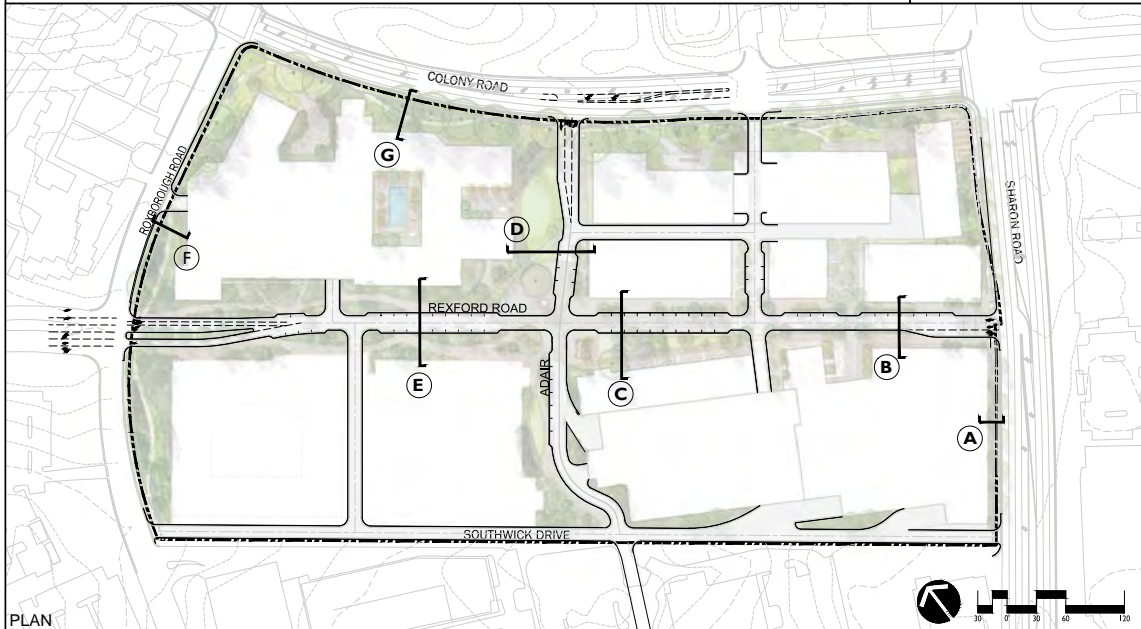 COLONY ROAD
G
ROXBOROUGH ROAD
SHARON ROAD
D
F
REXFORD ROAD
ADAIR
E
C
B
A
SOUTHWICK DRIVE
30 0' 30 60 120
PLAN